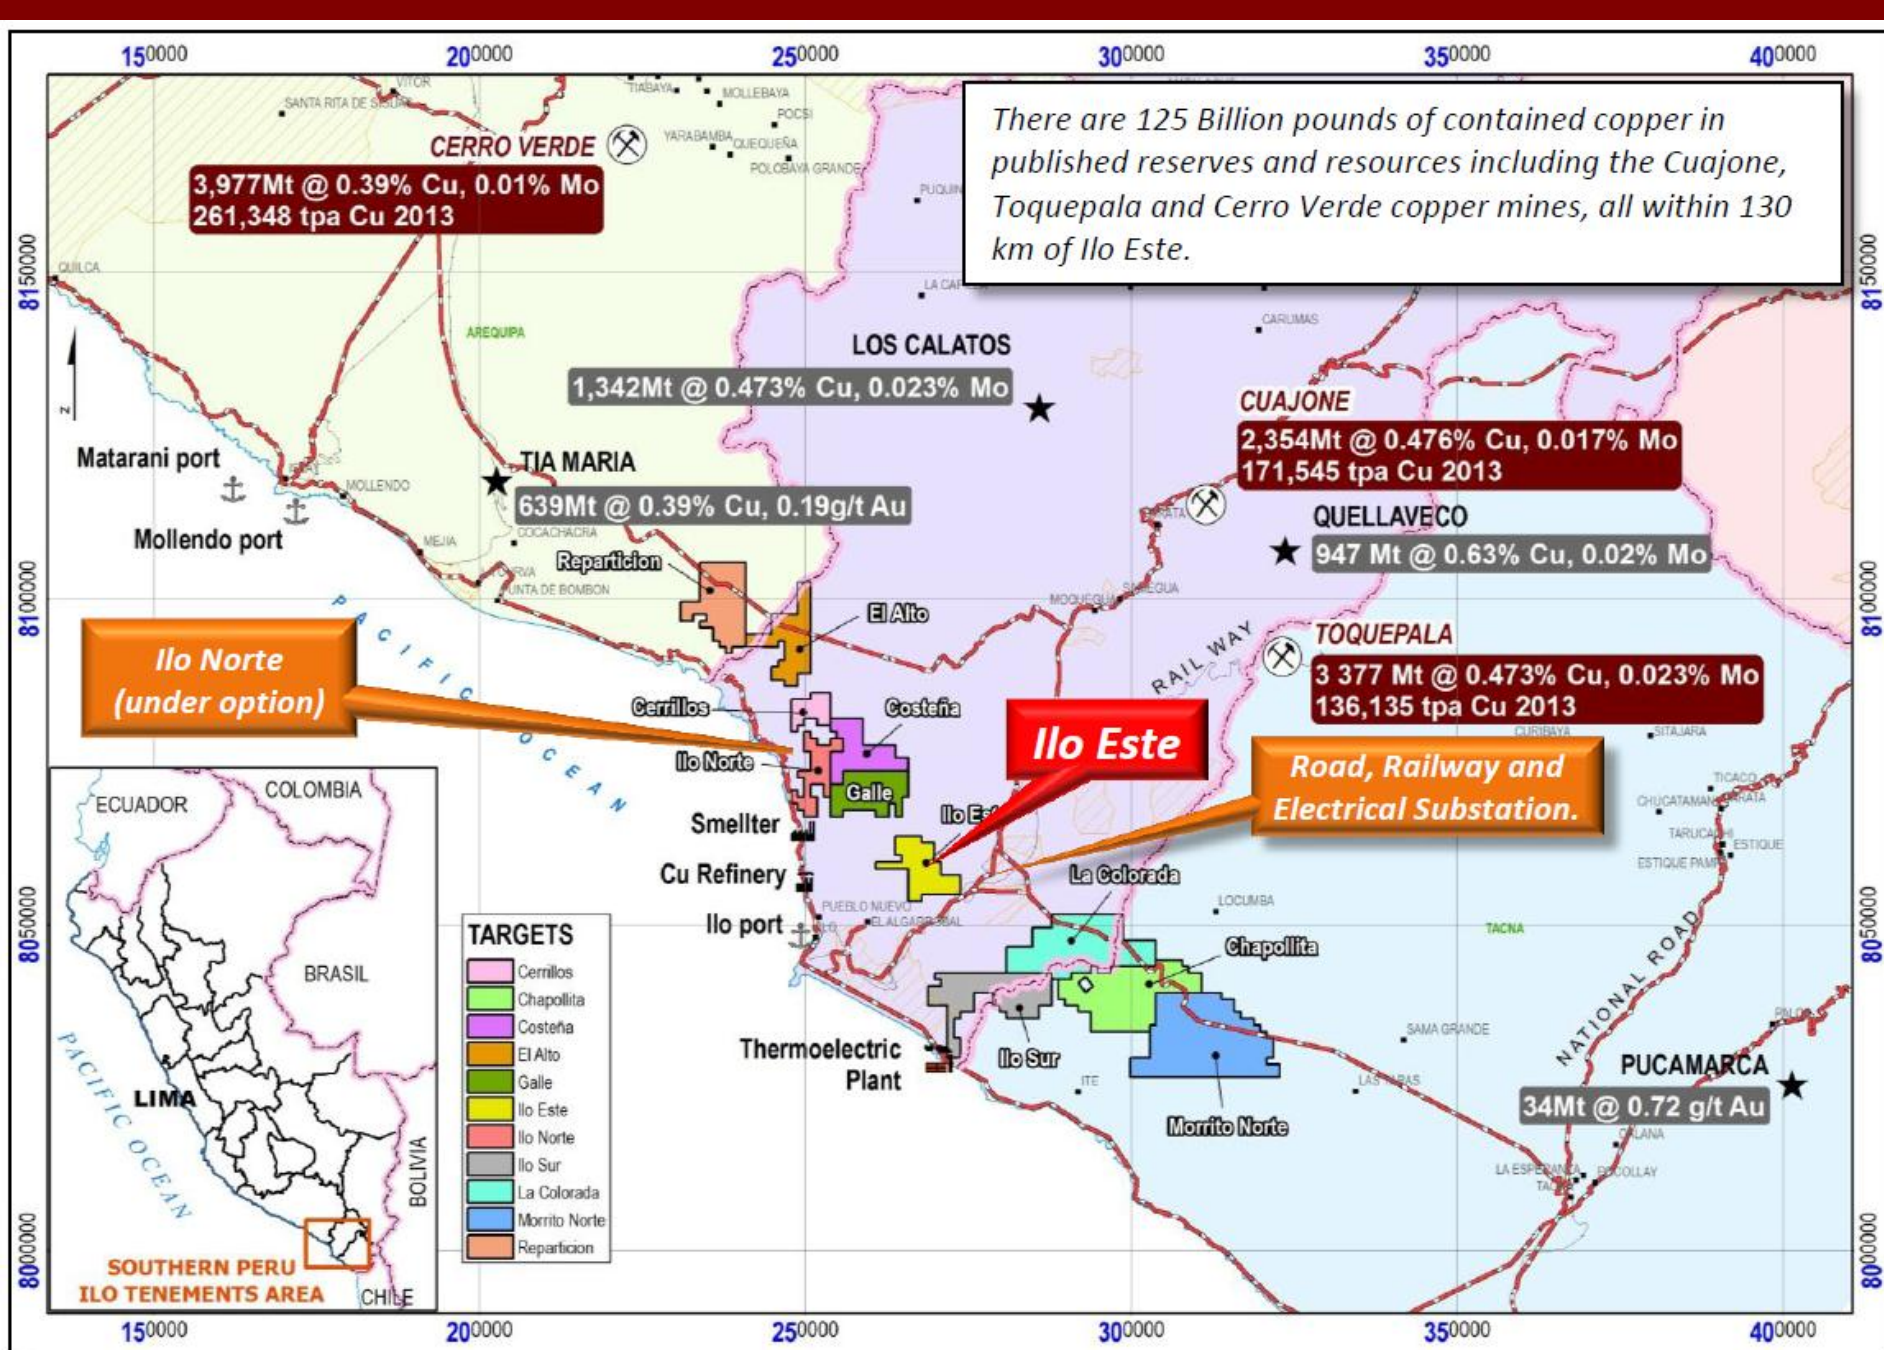 150000 200000 250000 300000 350000 400000
There are 125 Billion pounds of contained copper in
published reserves and resources including the Cuajone,
Toquepala and Cerro Verde copper mines, all within 130
km of Ilo Este.
VITOR
SANTA RITA DE
TIABAYA
MOLLEBAYA
POCSI
YARABAMBA
QUEQUEÑA
POLOBAYA GRANDE
CERRO VERDE
3,977Mt @ 0.39% Cu, 0.01% Mo
261,348 tpa Cu 2013
8150000
8150000
QUILCA
AREQUIPA
CARUMAS
LOS CALATOS
1,342Mt @ 0.473% Cu, 0.023% Mo
N
CUAJONE
2,354Mt @ 0.476% Cu, 0.017% Mo
171,545 tpa Cu 2013
Matarani port
MOLLENDO
Mollendo port
TIA MARIA
639Mt @ 0.39% Cu, 0.19g/t Au
COCACHACRA
MEJIA
PUNTA DE BOMBON
QUELLAVECO
947 Mt @ 0.63% Cu, 0.02% Mo
Reparticion
El Alto
MOQUEGUA
SAMEGUA
8100000
8100000
PACIFIC OCEAN
RAIL WAY
TOQUEPALA
3 377 Mt @ 0.473% Cu, 0.023% Mo
136,135 tpa Cu 2013
CURIBAYA
SITAJARA
Ilo Norte
(under option)
Cerrillos
Costeña
Ilo Norte
Galle
Ilo Este
Road, Railway and
Electrical Substation.
TICACO
TARUCACHI
ESTIQUE
ESTIQUE PAMPA
Smellter
Cu Refinery
Ilo port
PUEBLO NUEVO
La Colorada
LOCUMBA
TACNA
Chapollita
8050000
8050000
NATIONAL ROAD
Thermoelectric
Plant
Ilo Sur
ITE
SAMA GRANDE
LAS YARAS
Morrito Norte
PUCAMARCA
34Mt @ 0.72 g/t Au
CALANA
LA ESPERANZA
POCOLLAY
8000000
8000000
ECUADOR
COLOMBIA
BRASIL
PACIFIC OCEAN
LIMA
BOLIVIA
SOUTHERN PERU
ILO TENEMENTS AREA
CHILE
TARGETS
Cerrillos
Chapollita
Costeña
El Alto
Galle
Ilo Este
Ilo Norte
Ilo Sur
La Colorada
Morrito Norte
Reparticion
150000 200000 250000 300000 350000 400000